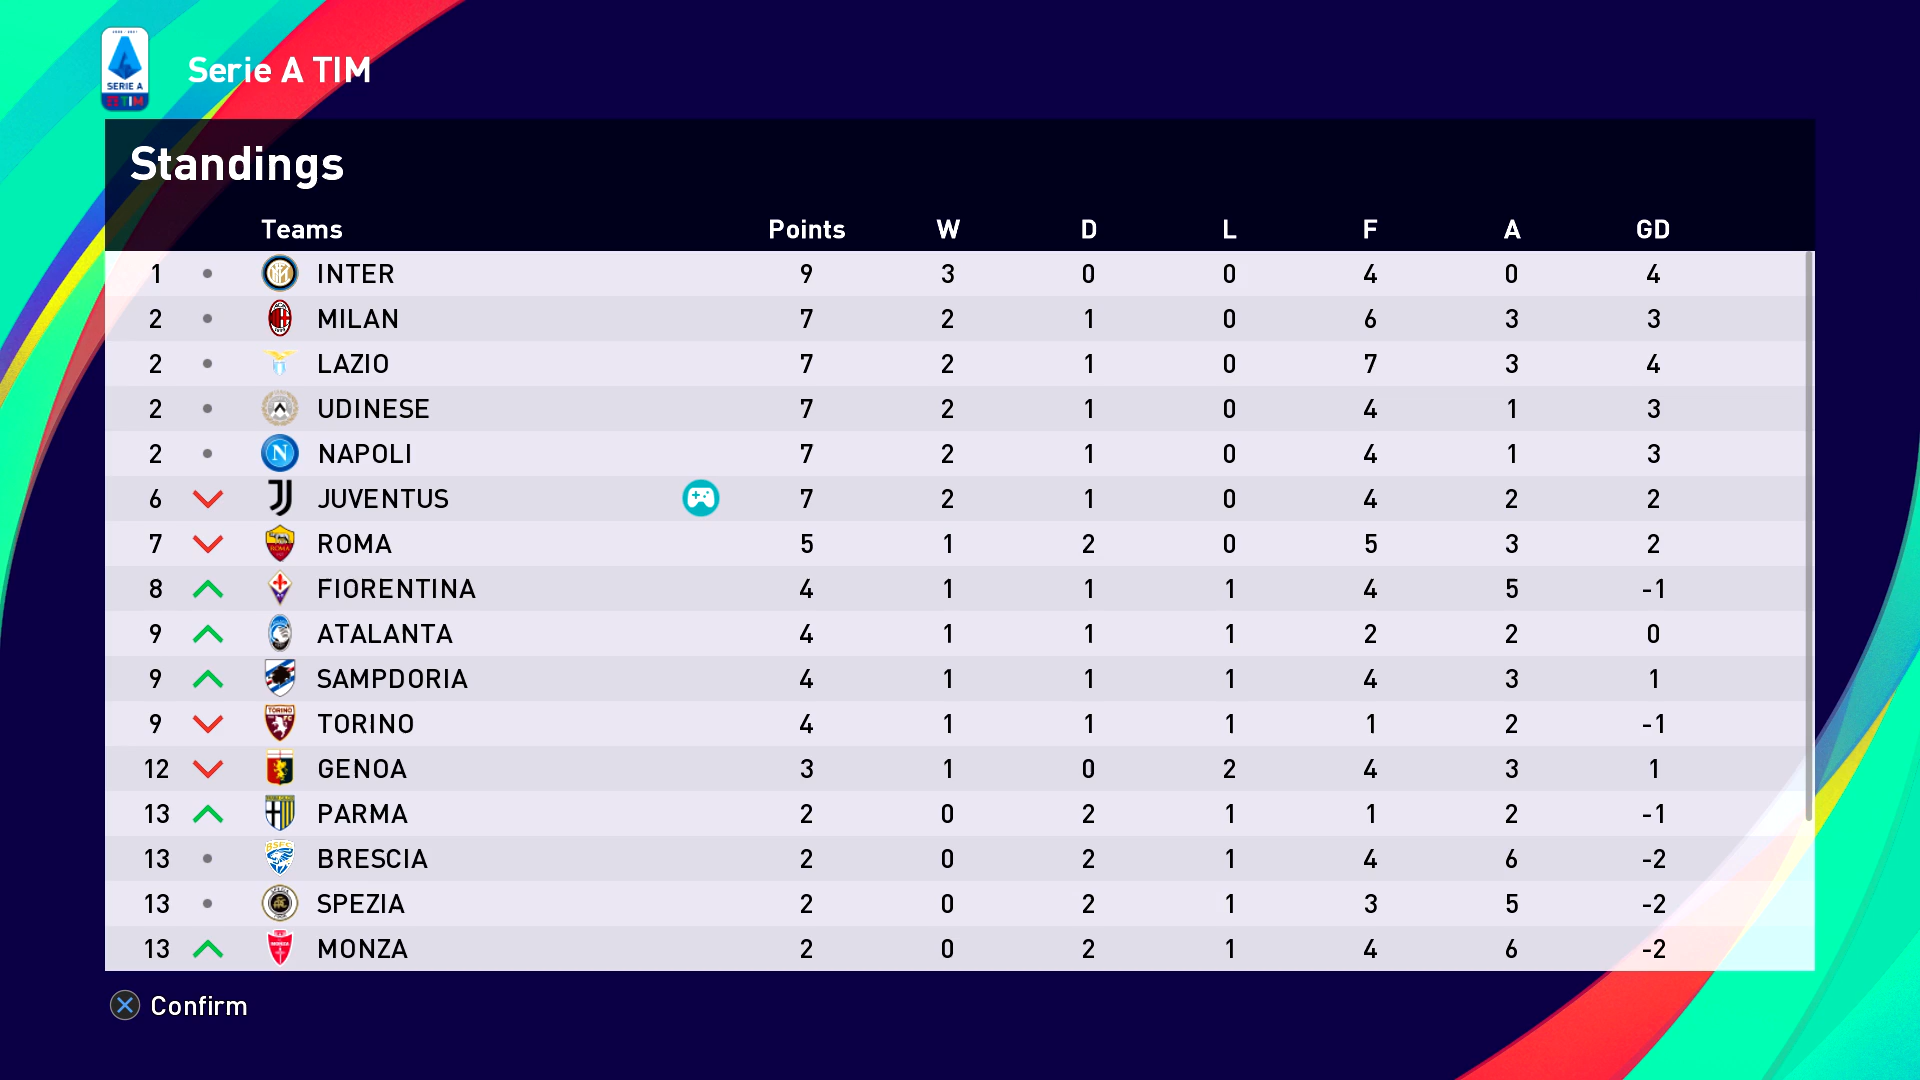 SERIE A
TIM
Serie A TIM
Standings
Teams Points W D L F A GD
1 INTER 9 3 0 0 4 0 4
2 MILAN 7 2 1 0 6 3 3
2 LAZIO 7 2 1 0 7 3 4
2 UDINESE 7 2 1 0 4 1 3
2 N NAPOLI 7 2 1 0 4 1 3
6 JUVENTUS 7 2 1 0 4 2 2
7 ROMA ROMA 5 1 2 0 5 3 2
8 FIORENTINA 4 1 1 1 4 5 -1
9 ATALANTA 4 1 1 1 2 2 0
9 SAMPDORIA 4 1 1 1 4 3 1
9 TORINO TORINO 4 1 1 1 1 2 -1
12 GENOA 3 1 0 2 4 3 1
13 PARMA 2 0 2 1 1 2 -1
13 BSFC BRESCIA 2 0 2 1 4 6 -2
13 SPEZIA 2 0 2 1 3 5 -2
13 MONZA MONZA 2 0 2 1 4 6 -2
Confirm